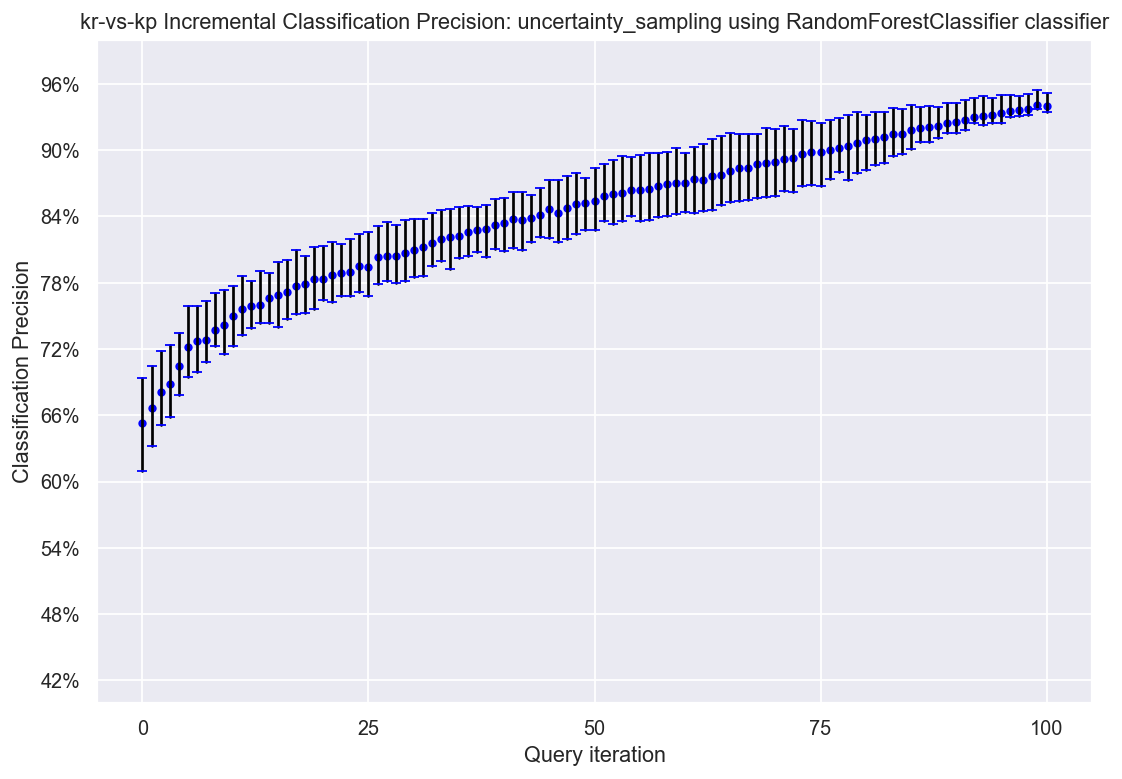 kr-vs-kp Incremental Classification Precision: uncertainty_sampling using RandomForestClassifier classifier
96%
90%
84%
78%
72%
66%
60%
54%
48%
42%
Classification Precision
0 25 50 75 100
Query iteration